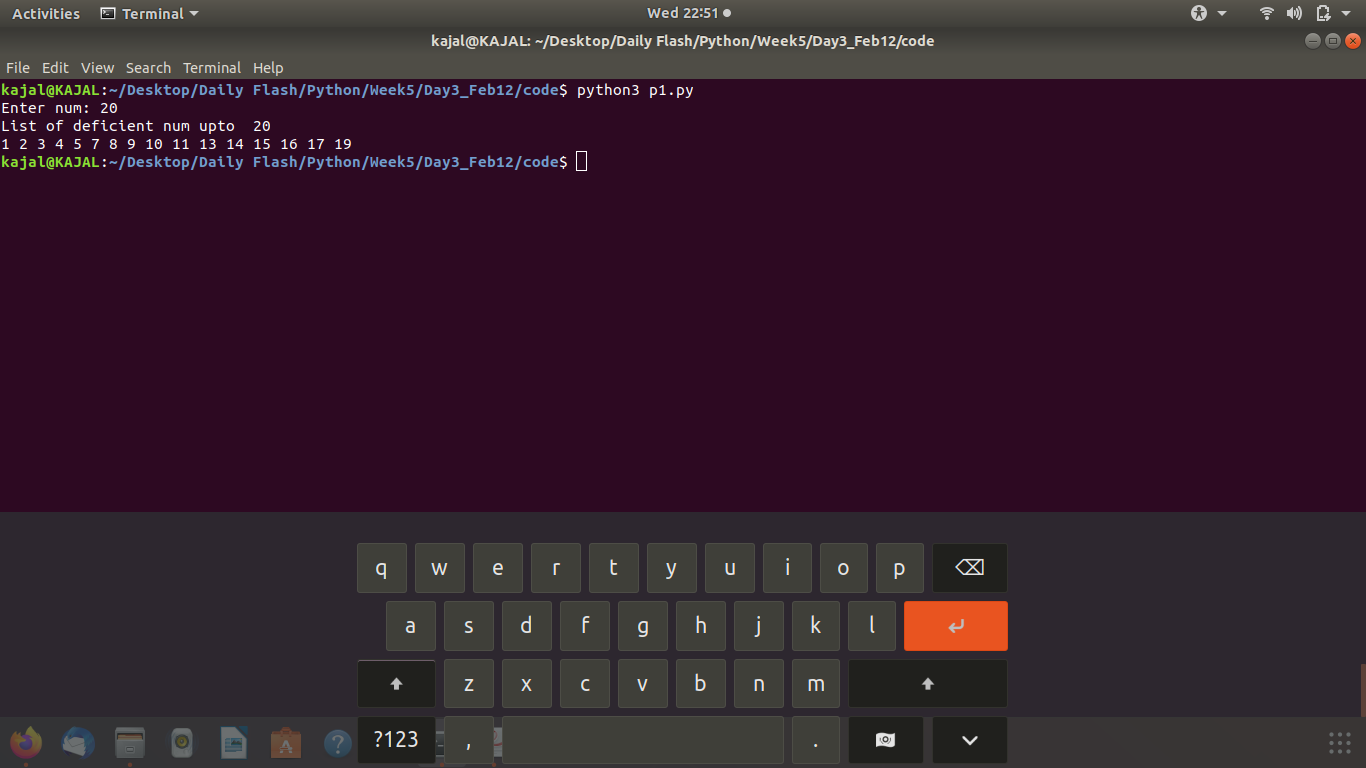 Activities Terminal Wed 22:51
kajal@KAJAL: ~/Desktop/Daily Flash/Python/Week5/Day3_Feb12/code
File Edit View Search Terminal Help
kajal@KAJAL:~/Desktop/Daily Flash/Python/Week5/Day3_Feb12/code$ python3 p1.py
Enter num: 20
List of deficient num upto  20
1 2 3 4 5 7 8 9 10 11 13 14 15 16 17 19
kajal@KAJAL:~/Desktop/Daily Flash/Python/Week5/Day3_Feb12/code$
q w e r t y u i o p
a s d f g h j k l
z x c v b n m
?123 , .